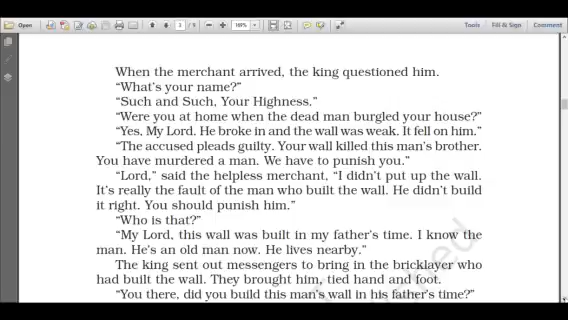 Open
3 / 8
169%
Tools
Fill & Sign
Comment
When the merchant arrived, the king questioned him.
“What's your name?”
“Such and Such, Your Highness.”
“Were you at home when the dead man burgled your house?”
“Yes, My Lord. He broke in and the wall was weak. It fell on him.”
“The accused pleads guilty. Your wall killed this man's brother.
You have murdered a man. We have to punish you.”
“Lord,” said the helpless merchant, “I didn't put up the wall.
It's really the fault of the man who built the wall. He didn't build
it right. You should punish him.”
“Who is that?”
“My Lord, this wall was built in my father's time. I know the
man. He's an old man now. He lives nearby.”
The king sent out messengers to bring in the bricklayer who
had built the wall. They brought him, tied hand and foot.
“You there, did you build this man's wall in his father's time?”